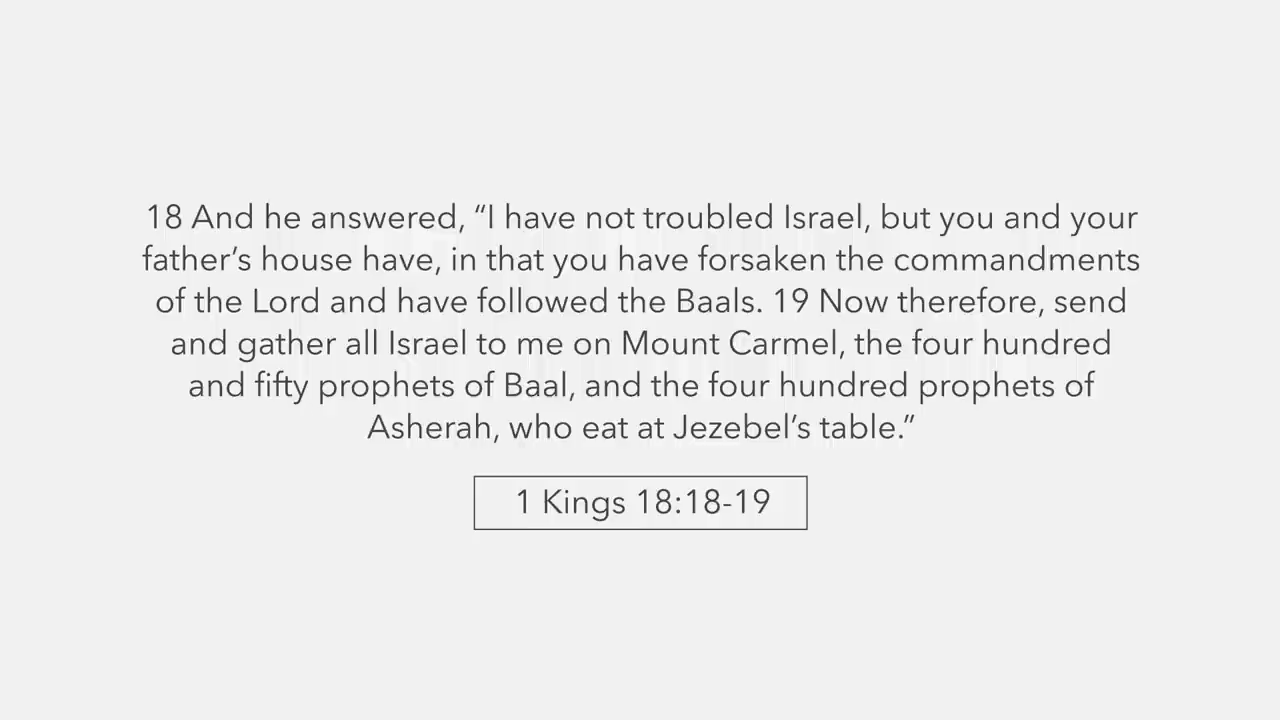 18 And he answered, “I have not troubled Israel, but you and your
father’s house have, in that you have forsaken the commandments
of the Lord and have followed the Baals. 19 Now therefore, send
and gather all Israel to me on Mount Carmel, the four hundred
and fifty prophets of Baal, and the four hundred prophets of
Asherah, who eat at Jezebel’s table.”
1 Kings 18:18-19